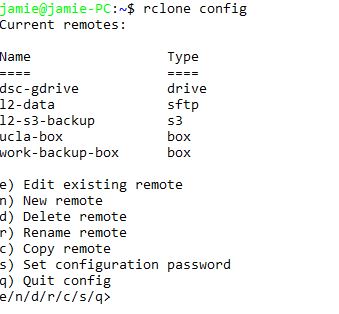 jamie@jamie-PC:~$ rclone config
Current remotes:
Name Type
==== ====
dsc-gdrive drive
l2-data sftp
l2-s3-backup s3
ucla-box box
work-backup-box box
e) Edit existing remote
n) New remote
d) Delete remote
r) Rename remote
c) Copy remote
s) Set configuration password
q) Quit config
e/n/d/r/c/s/q>